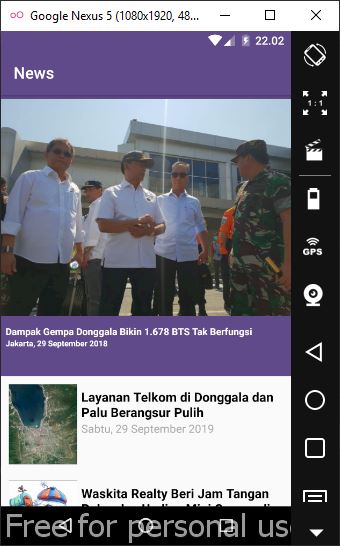 Google Nexus 5 (1080x1920, 48...
22.02
News
1 : 1
GPS
Dampak Gempa Donggala Bikin 1.678 BTS Tak Berfungsi
Jakarta, 29 September 2018
Layanan Telkom di Donggala dan
Palu Berangsur Pulih
Sabtu, 29 September 2019
Waskita Realty Beri Jam Tangan
Free for personal use